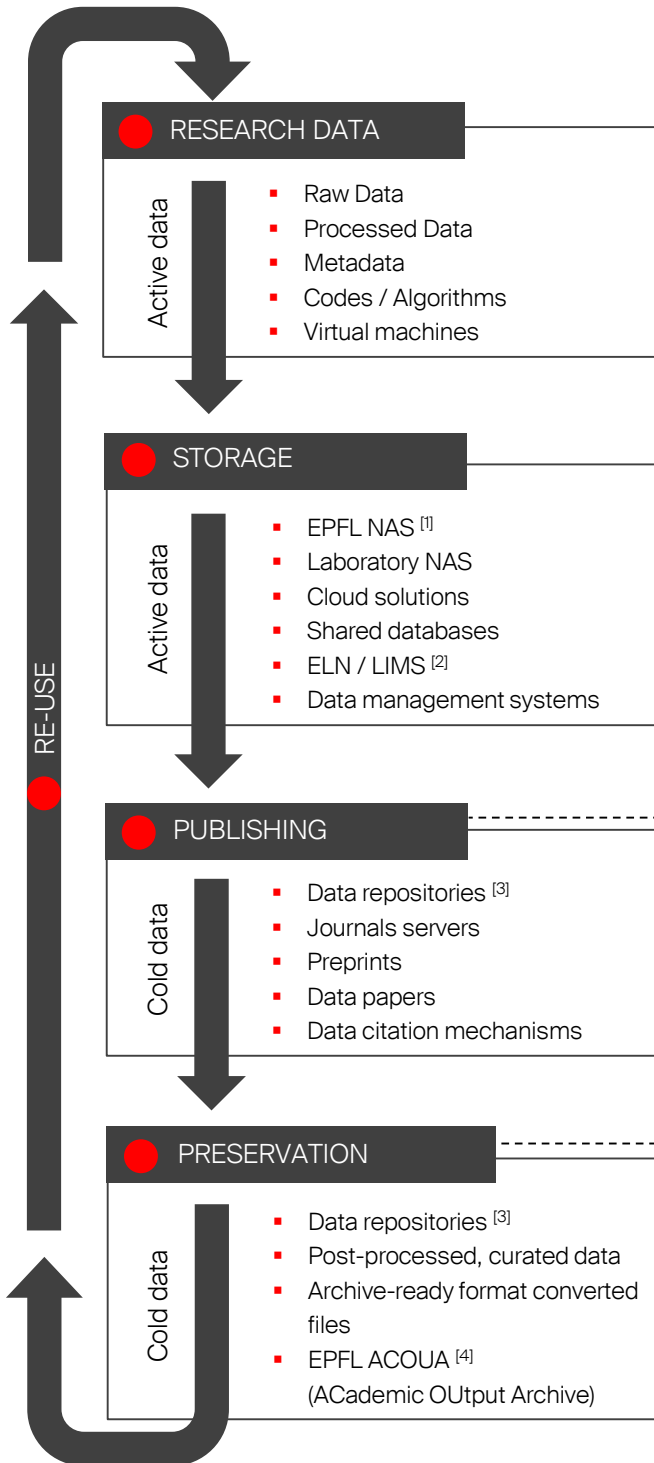 RESEARCH DATA
Active data
Raw Data
Processed Data
Metadata
Codes / Algorithms
Virtual machines
STORAGE
Active data
EPFL NAS [1]
Laboratory NAS
Cloud solutions
Shared databases
ELN / LIMS [2]
Data management systems
RE-USE
PUBLISHING
Cold data
Data repositories [3]
Journals servers
Preprints
Data papers
Data citation mechanisms
PRESERVATION
Cold data
Data repositories [3]
Post-processed, curated data
Archive-ready format converted
files
EPFL ACOUA [4]
(ACademic OUtput Archive)